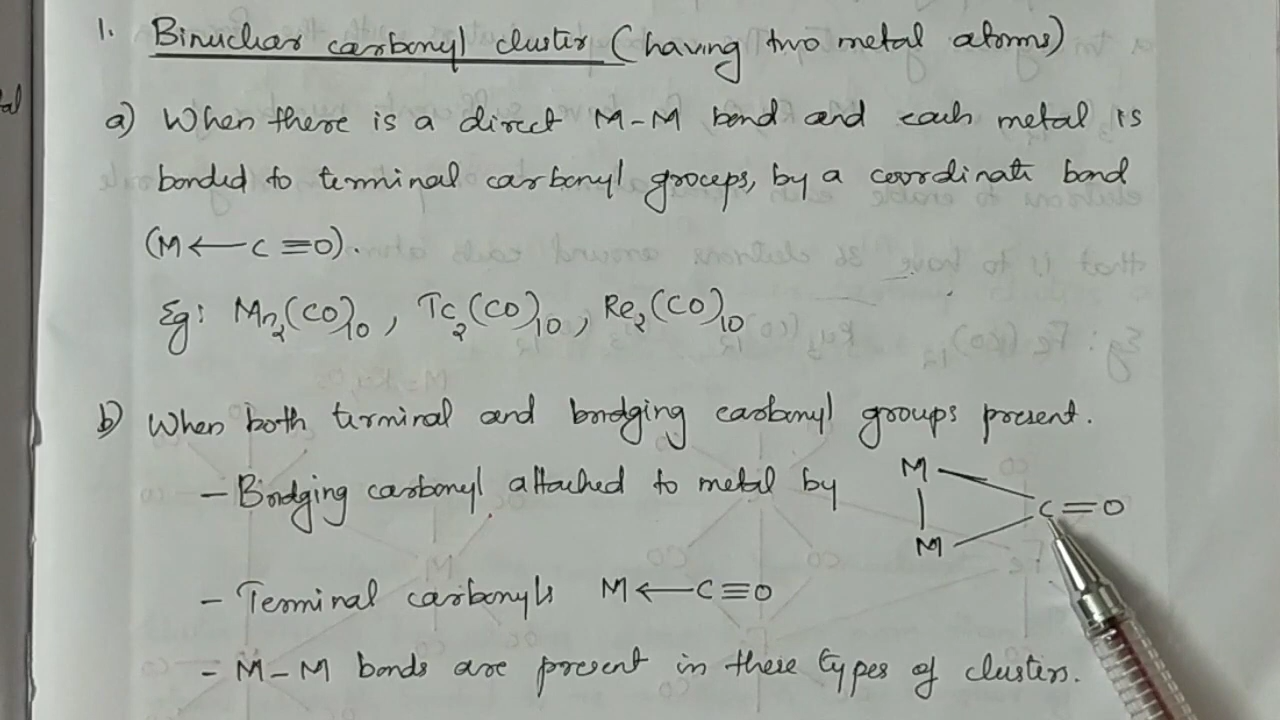 1. Binuclear carbonyl cluster (having two metal atoms)
a) When there is a direct M-M bond and each metal is
bonded to terminal carbonyl groups, by a coordinate bond
(M ← C ≡ O).
Eg: Mn₂(CO)₁₀, Tc₂(CO)₁₀, Re₂(CO)₁₀
b) When both terminal and bridging carbonyl groups present.
- Bridging carbonyl attached to metal by
M
C = O
M
- Terminal carbonyls M ← C ≡ O
- M-M bonds are present in these types of clusters.